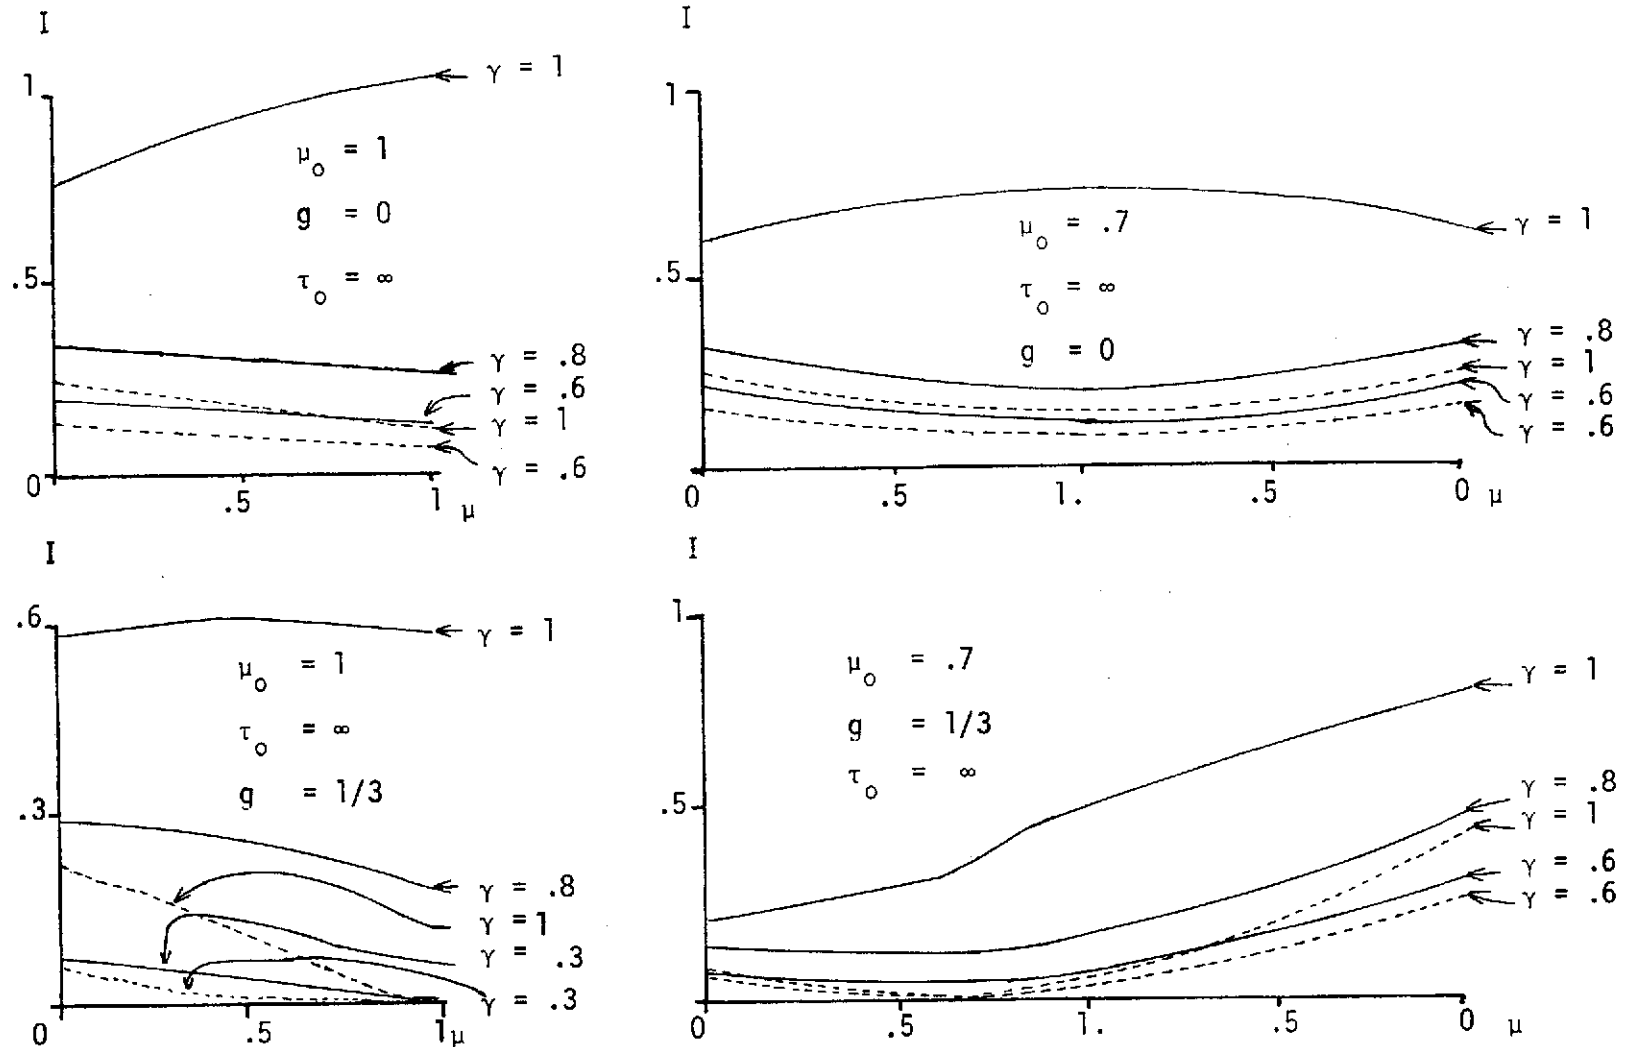 I
1
γ = 1
μo = 1
g = 0
τo = ∞
.5
γ = .8
γ = .6
γ = 1
γ = .6
0
.5
1 μ
I
1
γ = 1
μo = .7
τo = ∞
g = 0
.5
γ = .8
γ = 1
γ = .6
γ = .6
0
.5
1.
.5
0 μ
I
.6
γ = 1
μo = 1
τo = ∞
g = 1/3
.3
γ = .8
γ = 1
γ = .3
γ = .3
0
.5
1 μ
I
1
γ = 1
μo = .7
g = 1/3
τo = ∞
.5
γ = .8
γ = 1
γ = .6
γ = .6
0
.5
1.
.5
0 μ